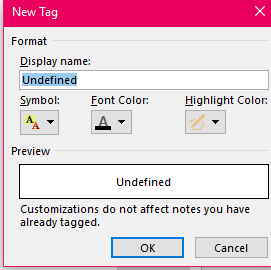 New Tag
Format
Display name:
Undefined
Symbol: Font Color: Highlight Color:
Preview
Undefined
Customizations do not affect notes you have
already tagged.
OK Cancel